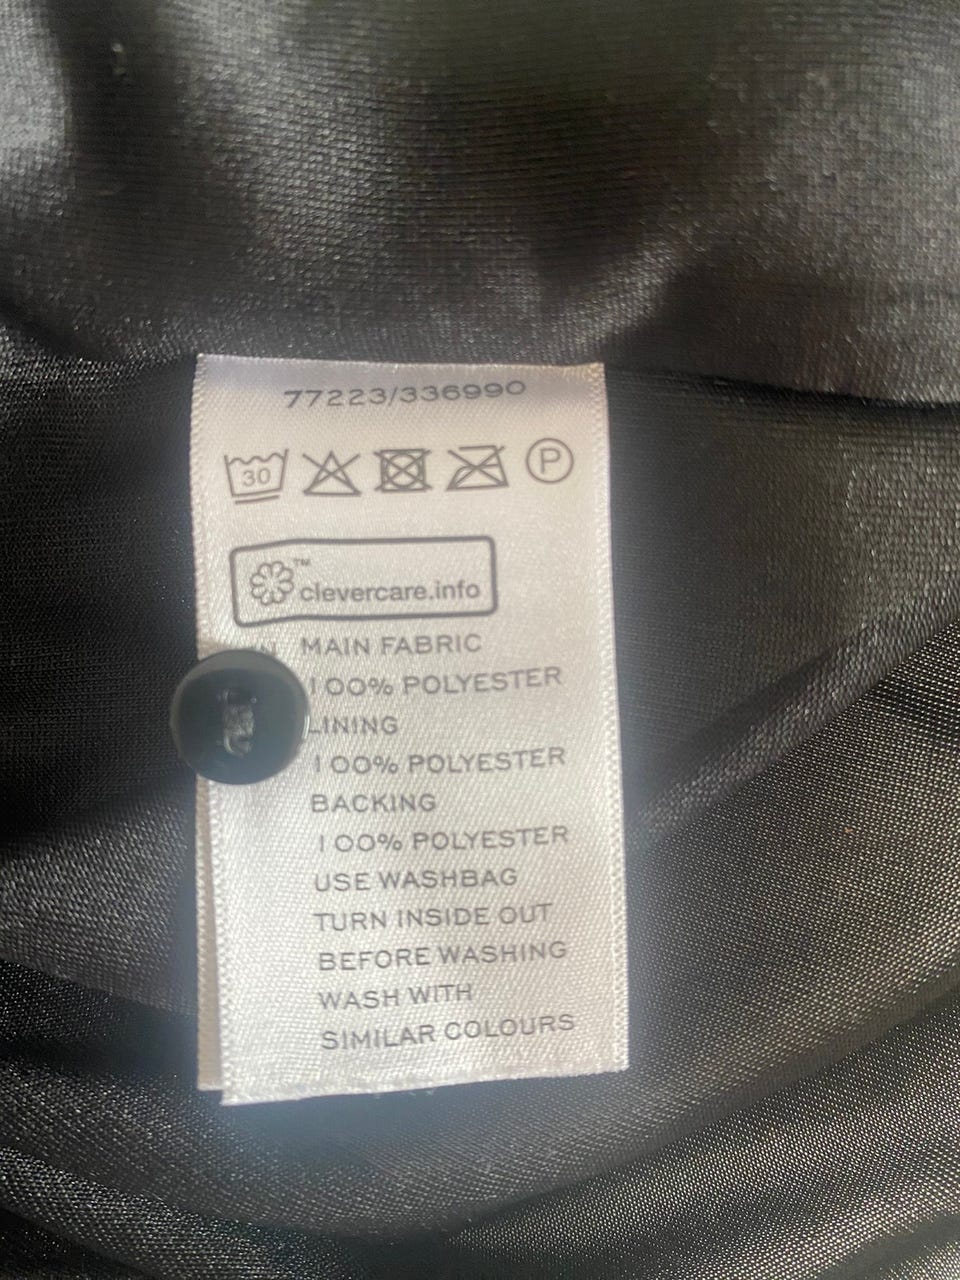 77223/336990
30 P
™
clevercare.info
MAIN FABRIC
100% POLYESTER
LINING
100% POLYESTER
BACKING
100% POLYESTER
USE WASHBAG
TURN INSIDE OUT
BEFORE WASHING
WASH WITH
SIMILAR COLOURS